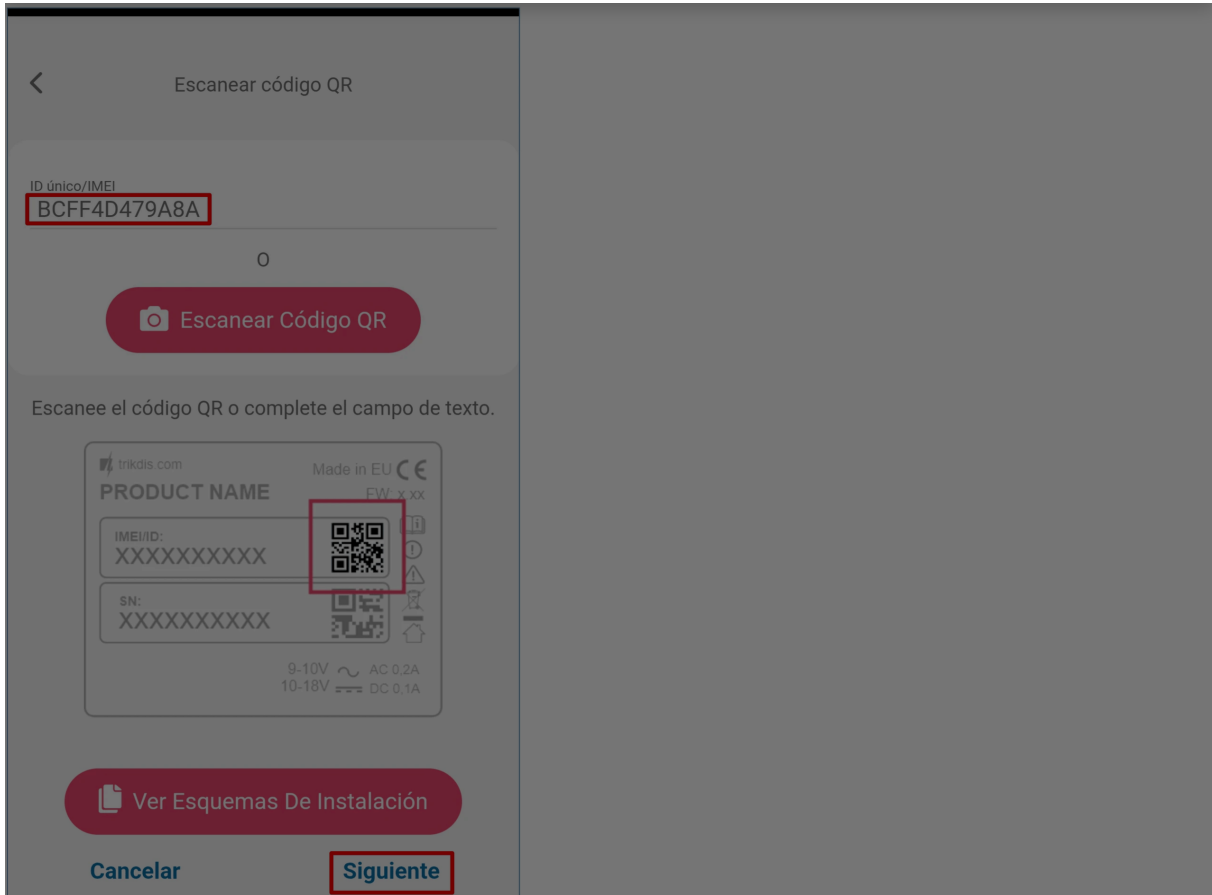 Escanear código QR
ID único/IMEI
BCFF4D479A8A
O
Escanear Código QR
Escanee el código QR o complete el campo de texto.
trikdis.com
Made in EU CE
PRODUCT NAME
FW: x.xx
IMEI/ID:
XXXXXXXXXX
SN:
XXXXXXXXXX
9-10V AC 0,2A
10-18V DC 0,1A
Ver Esquemas De Instalación
Cancelar Siguiente